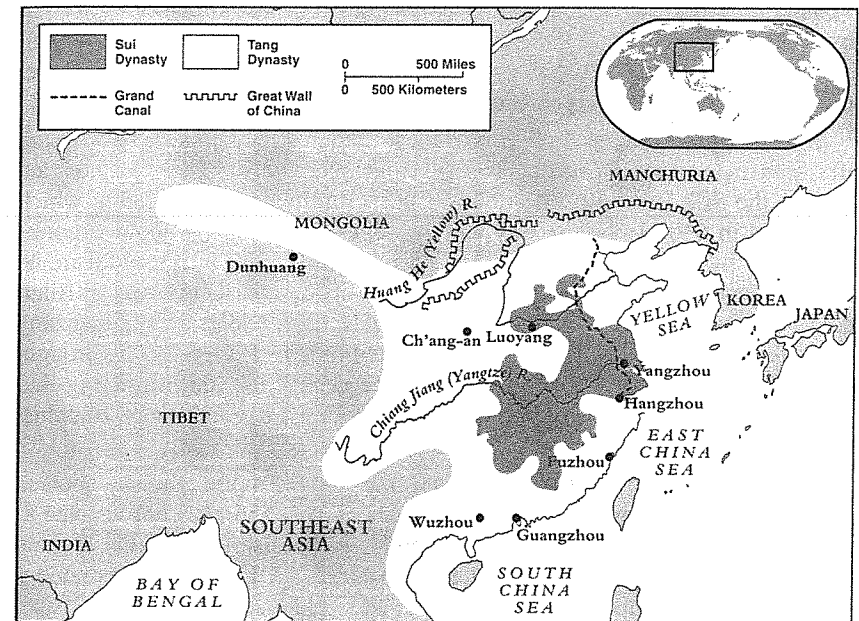 Sui
Dynasty
Tang
Dynasty
0 500 Miles
0 500 Kilometers
Grand
Canal
Great Wall
of China
MANCHURIA
MONGOLIA
Huang He (Yellow) R.
Dunhuang
YELLOW
SEA
KOREA
JAPAN
Ch'ang-an
Luoyang
Yangzhou
Chiang Jiang (Yangtze) R.
Hangzhou
TIBET
EAST
CHINA
SEA
Fuzhou
SOUTHEAST
ASIA
Wuzhou
Guangzhou
INDIA
BAY OF
BENGAL
SOUTH
CHINA
SEA